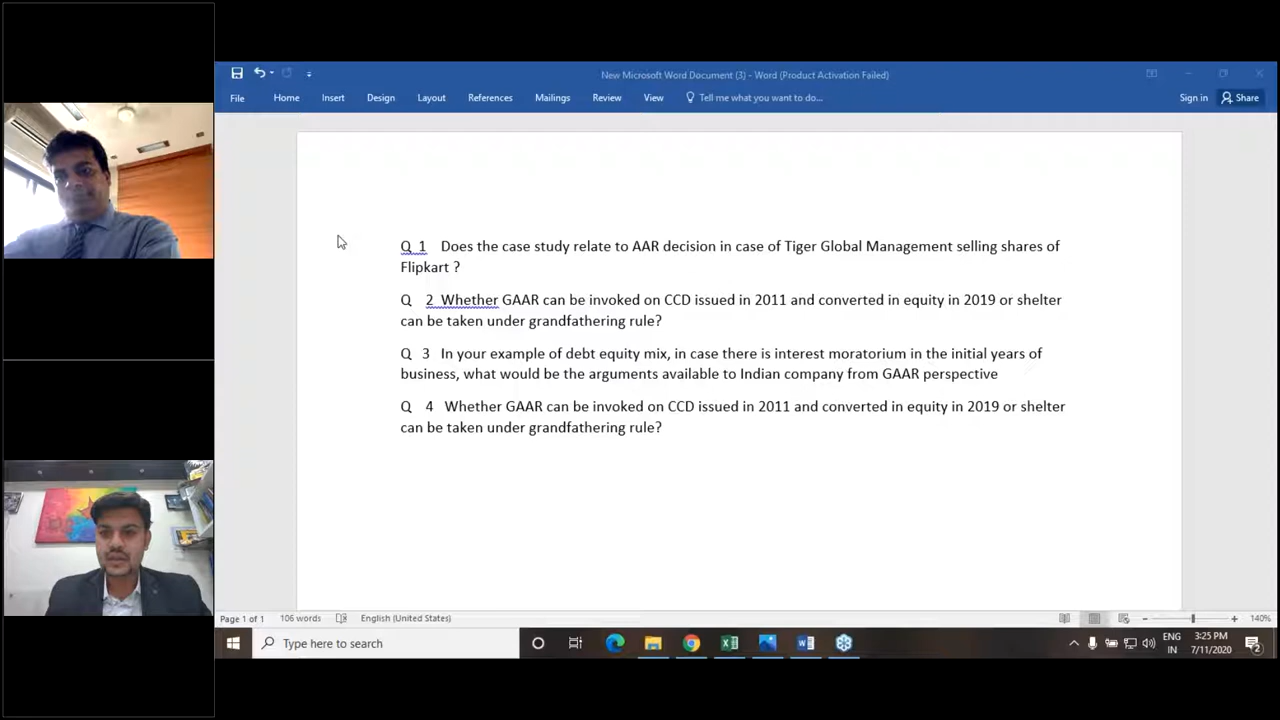 New Microsoft Word Document (3) - Word (Product Activation Failed)
File Home Insert Design Layout References Mailings Review View Tell me what you want to do... Sign in Share
Q 1 Does the case study relate to AAR decision in case of Tiger Global Management selling shares of
Flipkart ?
Q 2 Whether GAAR can be invoked on CCD issued in 2011 and converted in equity in 2019 or shelter
can be taken under grandfathering rule?
Q 3 In your example of debt equity mix, in case there is interest moratorium in the initial years of
business, what would be the arguments available to Indian company from GAAR perspective
Q 4 Whether GAAR can be invoked on CCD issued in 2011 and converted in equity in 2019 or shelter
can be taken under grandfathering rule?
Page 1 of 1 106 words English (United States) 140%
Type here to search ENG 3:25 PM
IN 7/11/2020 2